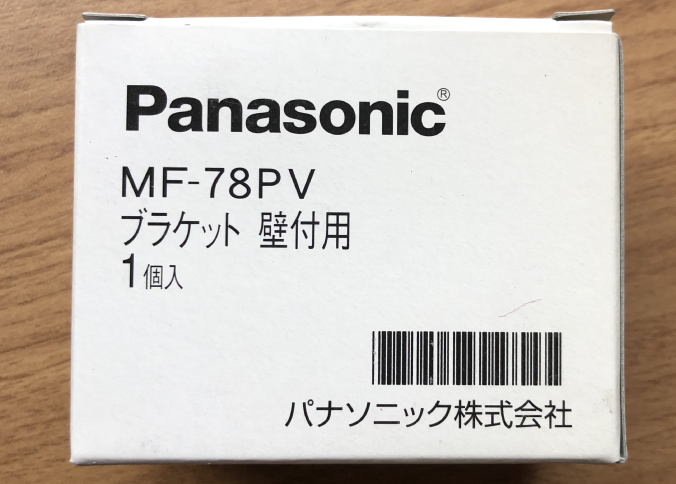 Panasonic®
MF-78PV
ブラケット 壁付用
1個入
パナソニック株式会社